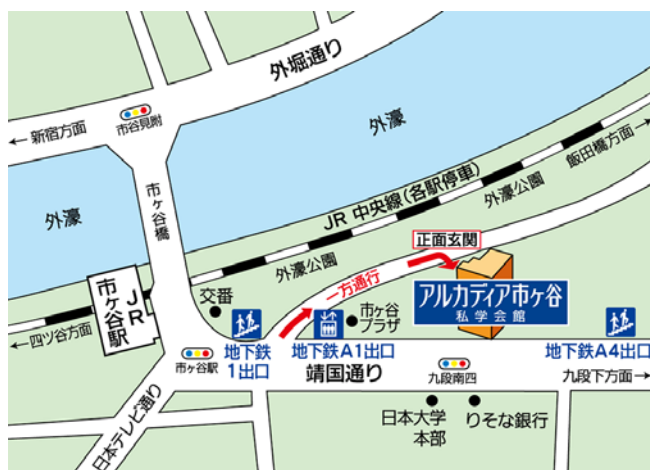 外堀通り
←新宿方面
市谷見附
外濠
飯田橋方面→
外濠
JR 中央線(各駅停車)
外濠公園
市ヶ谷橋
正面玄関
外濠公園
一方通行
JR
市ヶ谷駅
交番
市ヶ谷
プラザ
アルカディア市ヶ谷
私学会館
←四ツ谷方面
市ヶ谷駅
地下鉄
1出口
地下鉄A1出口
地下鉄A4出口
靖国通り
九段南四
九段下方面→
日本テレビ通り
日本大学
本部
りそな銀行